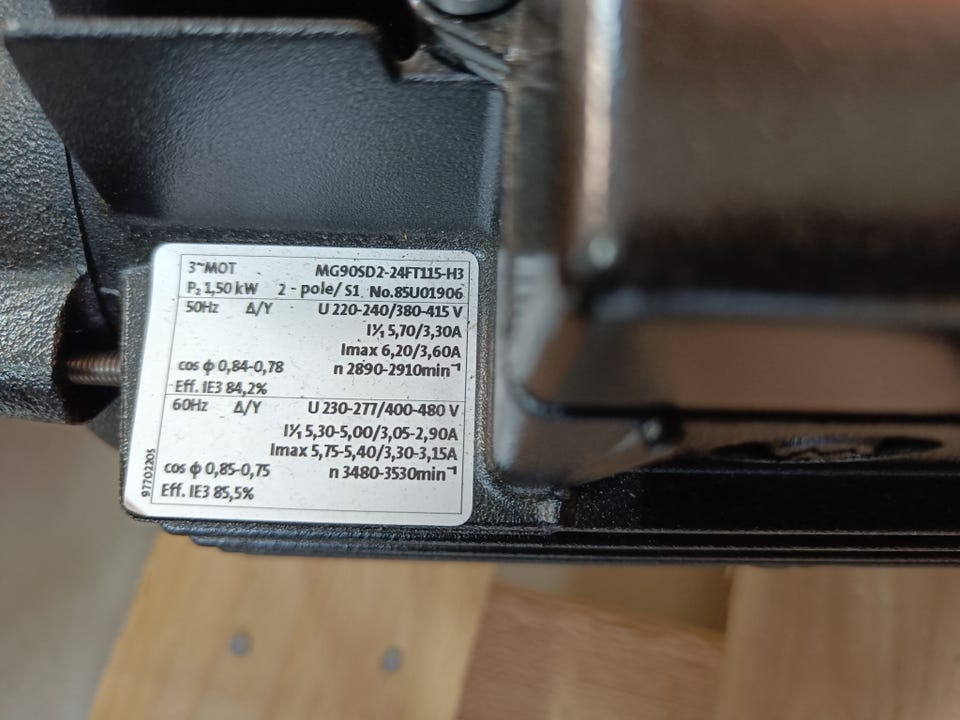 3~MOT MG90SD2-24FT115-H3
P₂ 1,50 kW 2 - pole/ S1 No.85U01906
50Hz Δ/Y U 220-240/380-415 V
I¹⁄₁ 5,70/3,30A
Imax 6,20/3,60A
cos ϕ 0,84-0,78 n 2890-2910min⁻¹
Eff. IE3 84,2%
60Hz Δ/Y U 230-277/400-480 V
I¹⁄₁ 5,30-5,00/3,05-2,90A
Imax 5,75-5,40/3,30-3,15A
cos ϕ 0,85-0,75 n 3480-3530min⁻¹
Eff. IE3 85,5%
97702205